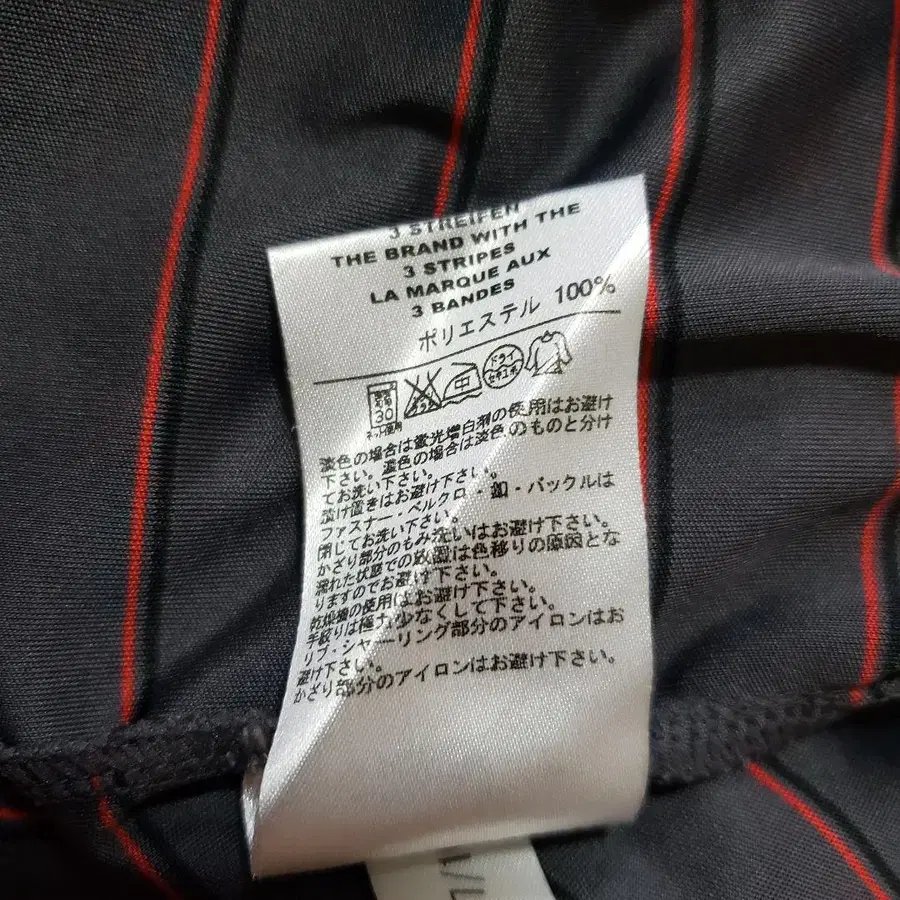 3 STREIFEN
THE BRAND WITH THE
3 STRIPES
LA MARQUE AUX
3 BANDES
ポリエステル 100%
30
ネット使用
中
ドライ
セキユ系
淡色の場合は蛍光増白剤の使用はお避け
下さい。濃色の場合は淡色のものと分け
てお洗い下さい。
漬け置きはお避け下さい。
ファスナー・ベルクロ・釦・バックルは
閉じてお洗い下さい。
かざり部分のもみ洗いはお避け下さい。
濡れた状態での放置は色移りの原因とな
りますのでお避け下さい。
乾燥機の使用はお避け下さい。
手絞りは極力少なくして下さい。
リブ・シャーリング部分のアイロンはお
避け下さい。
かざり部分のアイロンはお避け下さい。